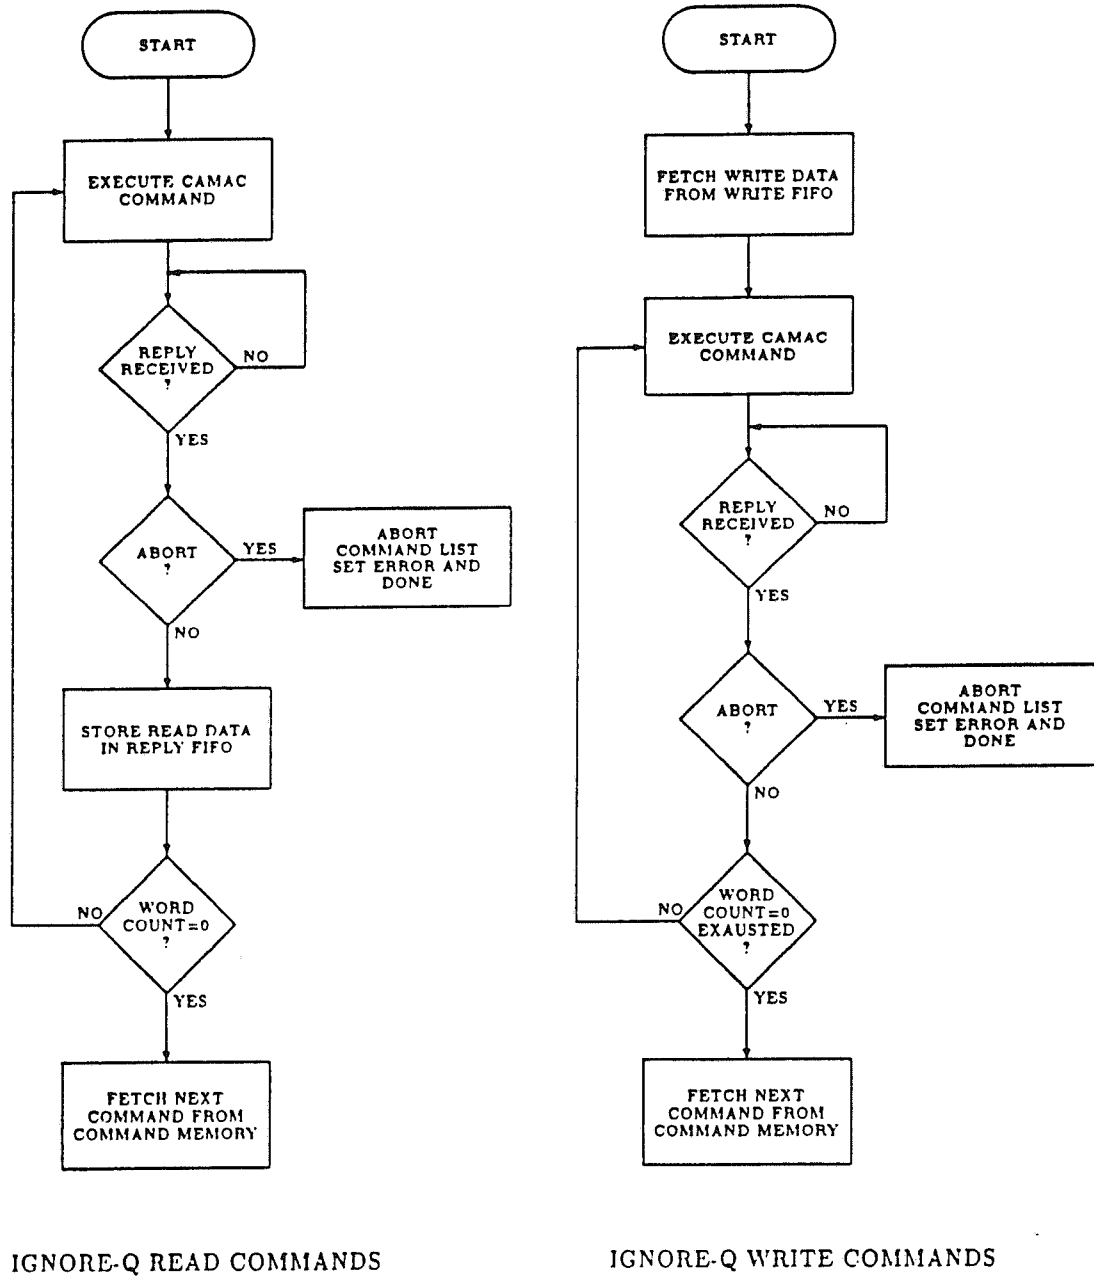 START
EXECUTE CAMAC
COMMAND
REPLY
RECEIVED
?
NO
YES
ABORT
?
YES
ABORT
COMMAND LIST
SET ERROR AND
DONE
NO
STORE READ DATA
IN REPLY FIFO
NO
WORD
COUNT=0
?
YES
FETCH NEXT
COMMAND FROM
COMMAND MEMORY
IGNORE-Q READ COMMANDS
START
FETCH WRITE DATA
FROM WRITE FIFO
EXECUTE CAMAC
COMMAND
REPLY
RECEIVED
?
NO
YES
ABORT
?
YES
ABORT
COMMAND LIST
SET ERROR AND
DONE
NO
NO
WORD
COUNT=0
EXAUSTED
?
YES
FETCH NEXT
COMMAND FROM
COMMAND MEMORY
IGNORE-Q WRITE COMMANDS